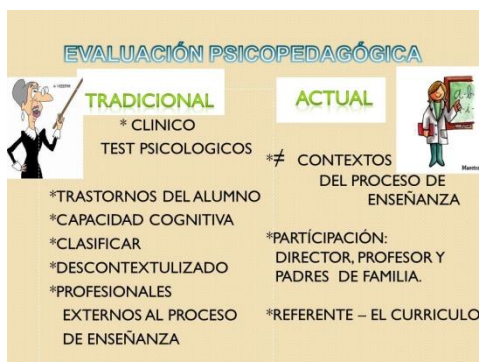 EVALUACIÓN PSICOPEDAGÓGICA
TRADICIONAL
* CLINICO
TEST PSICOLOGICOS
*TRASTORNOS DEL ALUMNO
*CAPACIDAD COGNITIVA
*CLASIFICAR
*DESCONTEXTULIZADO
*PROFESIONALES
EXTERNOS AL PROCESO
DE ENSEÑANZA
ACTUAL
*≠ CONTEXTOS
DEL PROCESO DE
ENSEÑANZA
*PARTÍCIPACIÓN:
DIRECTOR, PROFESOR Y
PADRES DE FAMILIA.
*REFERENTE – EL CURRICULO